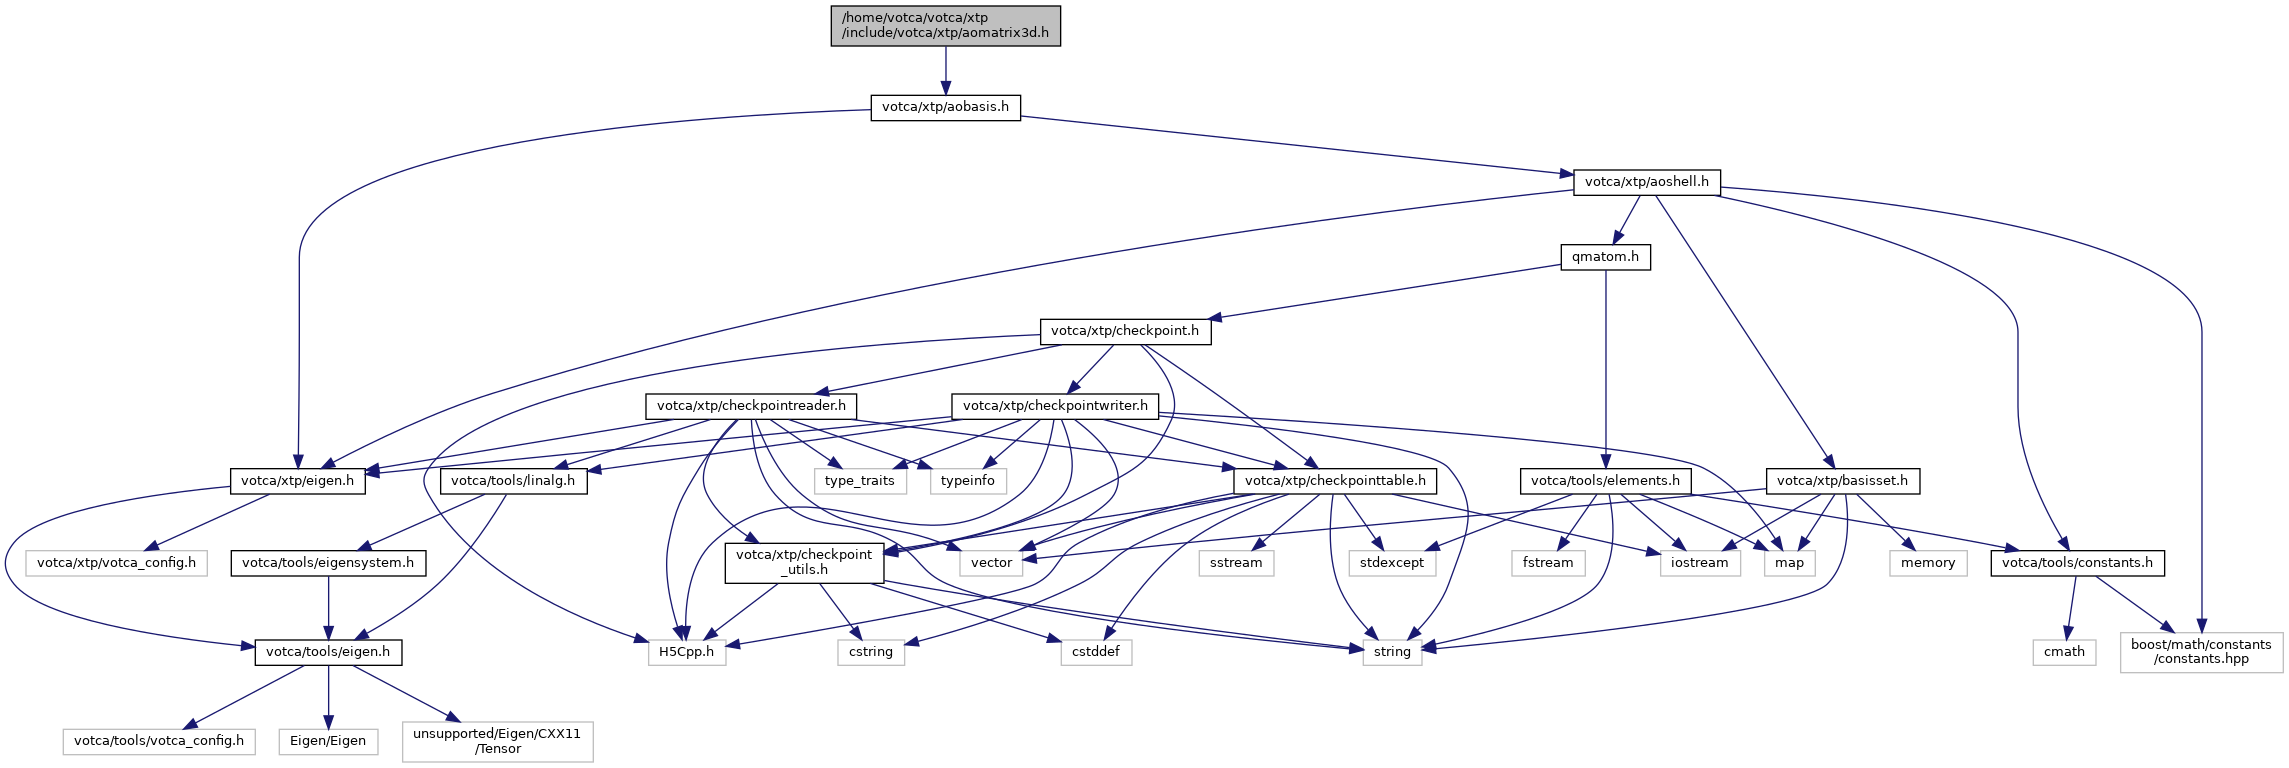 /home/votca/votca/xtp
/include/votca/xtp/aomatrix3d.h
votca/xtp/aobasis.h
votca/xtp/aoshell.h
qmatom.h
votca/xtp/checkpoint.h
votca/xtp/checkpointreader.h
votca/xtp/checkpointwriter.h
votca/xtp/eigen.h
votca/tools/linalg.h
type_traits
typeinfo
votca/xtp/checkpointtable.h
votca/tools/elements.h
votca/xtp/basisset.h
votca/xtp/votca_config.h
votca/tools/eigensystem.h
votca/xtp/checkpoint
_utils.h
vector
sstream
stdexcept
fstream
iostream
map
memory
votca/tools/constants.h
votca/tools/eigen.h
H5Cpp.h
cstring
cstddef
string
cmath
boost/math/constants
/constants.hpp
votca/tools/votca_config.h
Eigen/Eigen
unsupported/Eigen/CXX11
/Tensor